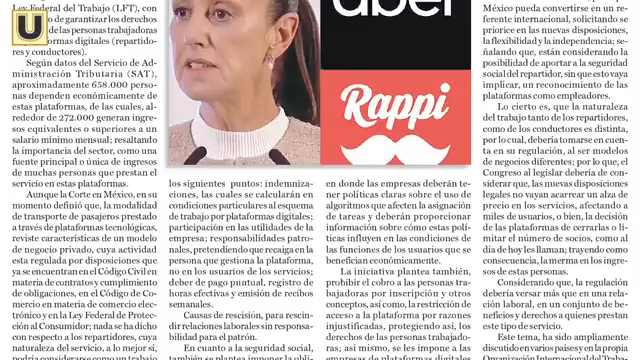 Ley Federal del Trabajo (LFT), con
de garantizar los derechos
de las personas trabajadoras
formas digitales (repartido-
res y conductores).
Según datos del Servicio de Ad-
ministración Tributaria (SAT),
aproximadamente 658.000 perso-
nas dependen económicamente de
estas plataformas, de las cuales, al-
rededor de 272.000 generan ingre-
sos equivalentes o superiores a un
salario mínimo mensual; resaltando
la importancia del sector, como una
fuente principal o única de ingresos
de muchas personas que prestan el
servicio en estas plataformas.
Aunque la Corte en México, en su
momento definió que, la modalidad
de transporte de pasajeros prestado
a través de plataformas tecnológicas,
reviste características de un modelo
de negocio privado, cuya actividad
esta regulada por disposiciones que
ya se encuentran en el Código Civil en
materia de contratos y cumplimiento
de obligaciones, en el Código de Co-
mercio en materia de comercio elec-
trónico y en la Ley Federal de Protec-
ción al Consumidor; nada se ha dicho
con respecto a los repartidores, cuya
naturaleza del servicio, a lo mejor si,
podría considerarse como un trabajo
U
Uber
Rappi
los siguientes puntos: indemniza-
ciones, las cuales se calcularán en
condiciones particulares al esquema
de trabajo por plataformas digitales;
participación en las utilidades de la
empresa; responsabilidades patro-
nales, pretendiendo que recaiga en la
persona que gestiona la plataforma,
no en los usuarios de los servicios;
deber de pago puntual, registro de
horas efectivas y emisión de recibos
semanales.
Causas de rescisión, para rescin-
dir relaciones laborales sin responsa-
bilidad para el patrón.
En cuanto a la seguridad social,
también se plantea imponer la obli-
en donde las empresas deberán te-
ner políticas claras sobre el uso de
algoritmos que afecten la asignación
de tareas y deberán proporcionar
información sobre cómo estas polí-
ticas influyen en las condiciones de
las funciones de los usuarios que se
benefician económicamente.
La iniciativa plantea también,
prohibir el cobro a las personas tra-
bajadoras por inscripción y otros
conceptos, así como, la restricción
de acceso a la plataforma por razones
injustificadas, protegiendo así, los
derechos de las personas trabajado-
ras; así mismo, se les impone a las
empresas de plataformas digitales
México pueda convertirse en un re-
ferente internacional, solicitando se
priorice en las nuevas disposiciones,
la flexibilidad y la independencia; se-
ñalando que, están considerando la
posibilidad de aportar a la seguridad
social del repartidor, sin que esto vaya
implicar, un reconocimiento de las
plataformas como empleadores.
Lo cierto es, que la naturaleza
del trabajo tanto de los repartidores,
como de los conductores es distinta,
por lo cual, debería tomarse en cuenta
en su regulación, al ser modelos
de negocios diferentes; por lo que, el
Congreso al legislar debería de con-
siderar que, las nuevas disposiciones
legales no vayan acarrear un alza de
precio en los servicios, afectando a
miles de usuarios, o bien, la decisión
de las plataformas de cerrarlas o li-
mitar el número de socios, como al
día de hoy les llaman; trayendo como
consecuencia, la merma en los ingre-
sos de estas personas.
Considerando que, la regulación
debería versar más que en una rela-
ción laboral, en un conjunto de be-
neficios y derechos a quienes prestan
este tipo de servicio.
Este tema, ha sido ampliamente
discutido en varios países y en la propia
Organización Internacional del Trabajo